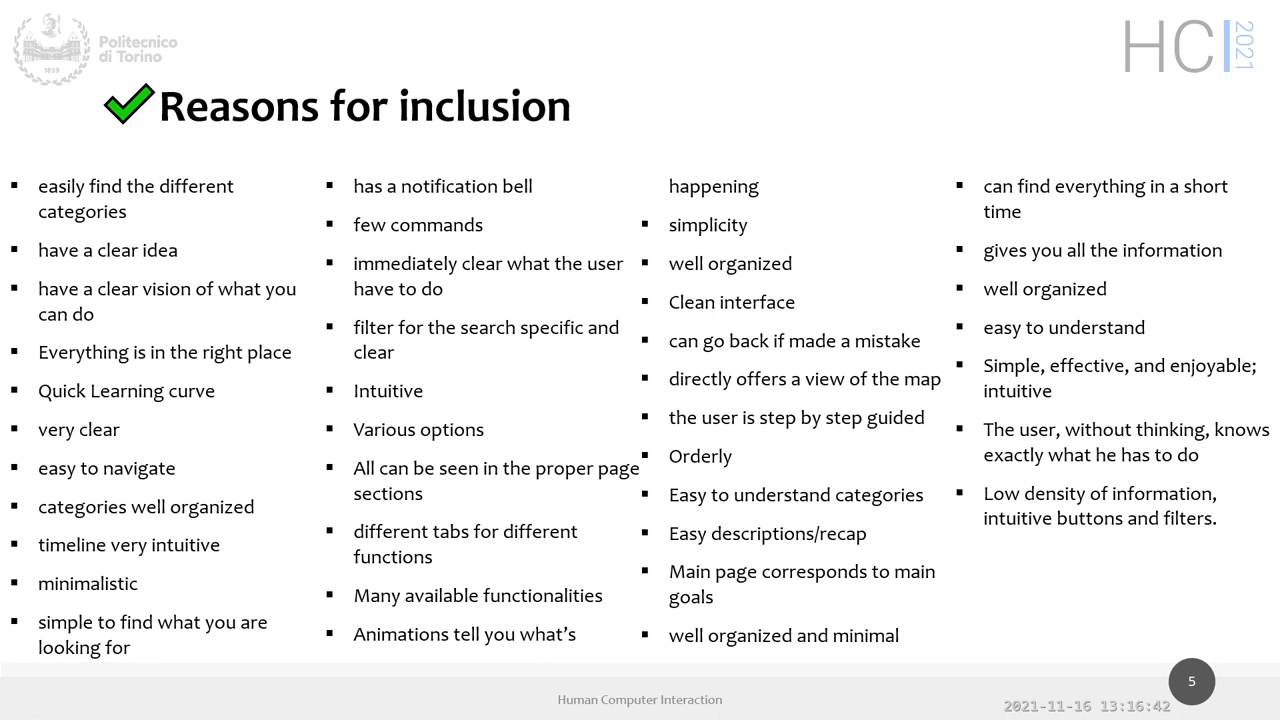 Politecnico
di Torino
1859
HCI
2021
Reasons for inclusion
▪ easily find the different
categories
▪ have a clear idea
▪ have a clear vision of what you
can do
▪ Everything is in the right place
▪ Quick Learning curve
▪ very clear
▪ easy to navigate
▪ categories well organized
▪ timeline very intuitive
▪ minimalistic
▪ simple to find what you are
looking for
▪ has a notification bell
▪ few commands
▪ immediately clear what the user
have to do
▪ filter for the search specific and
clear
▪ Intuitive
▪ Various options
▪ All can be seen in the proper page
sections
▪ different tabs for different
functions
▪ Many available functionalities
▪ Animations tell you what’s
happening
▪ simplicity
▪ well organized
▪ Clean interface
▪ can go back if made a mistake
▪ directly offers a view of the map
▪ the user is step by step guided
▪ Orderly
▪ Easy to understand categories
▪ Easy descriptions/recap
▪ Main page corresponds to main
goals
▪ well organized and minimal
▪ can find everything in a short
time
▪ gives you all the information
▪ well organized
▪ easy to understand
▪ Simple, effective, and enjoyable;
intuitive
▪ The user, without thinking, knows
exactly what he has to do
▪ Low density of information,
intuitive buttons and filters.
Human Computer Interaction
5
2021-11-16 13:16:42